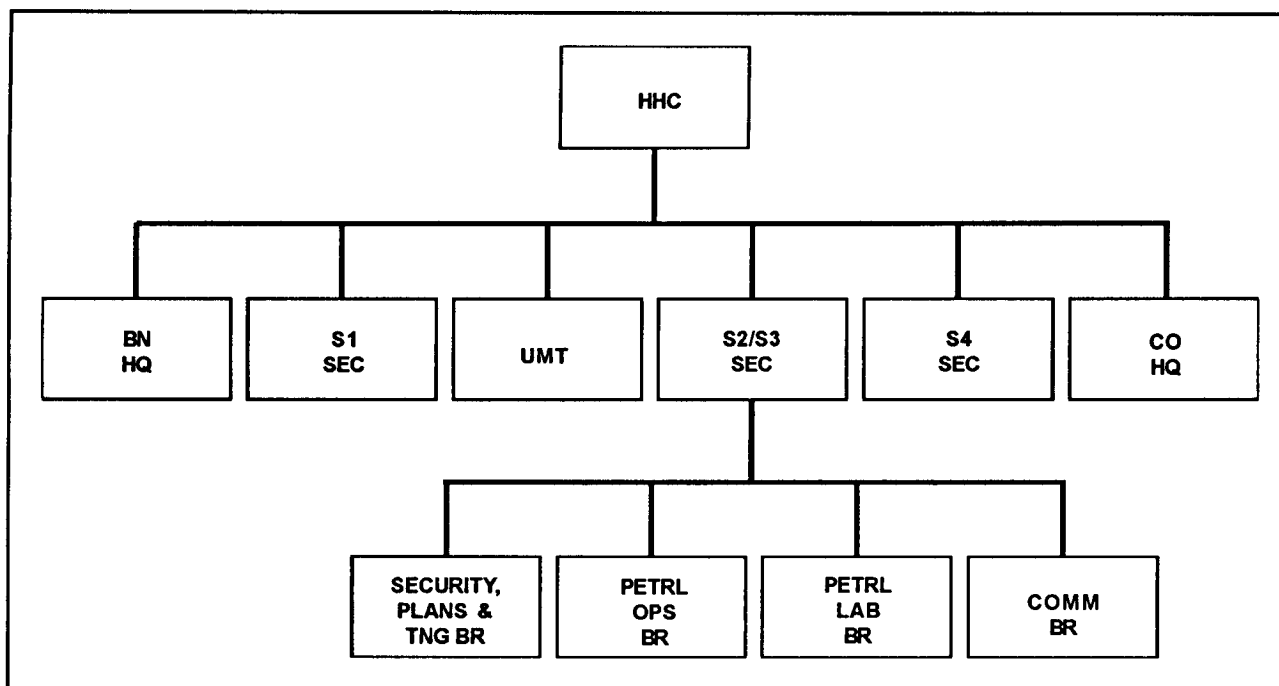 HHC
BN
HQ
S1
SEC
UMT
S2/S3
SEC
S4
SEC
CO
HQ
SECURITY,
PLANS &
TNG BR
PETRL
OPS
BR
PETRL
LAB
BR
COMM
BR